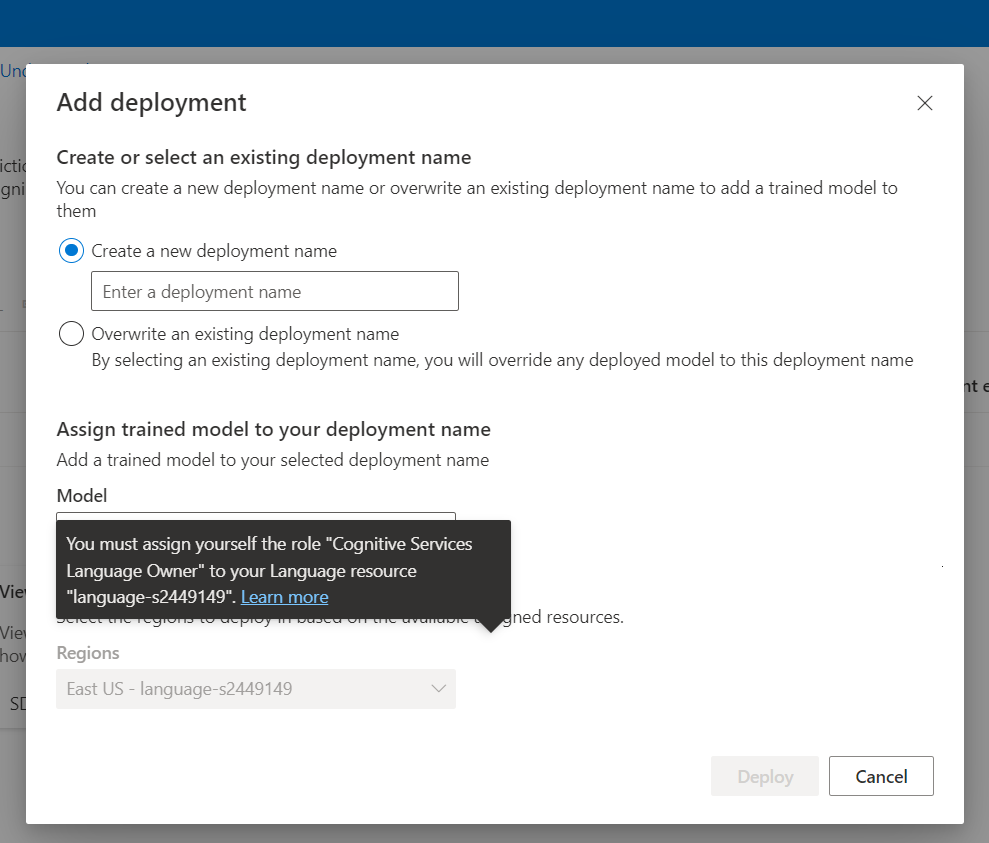 Add deployment
Create or select an existing deployment name
You can create a new deployment name or overwrite an existing deployment name to add a trained model to
them
Create a new deployment name
Enter a deployment name
Overwrite an existing deployment name
By selecting an existing deployment name, you will override any deployed model to this deployment name
Assign trained model to your deployment name
Add a trained model to your selected deployment name
Model
You must assign yourself the role "Cognitive Services
Language Owner" to your Language resource
"language-s2449149". Learn more
Select the regions to deploy in based on the available assigned resources.
Regions
East US - language-s2449149
Deploy
Cancel